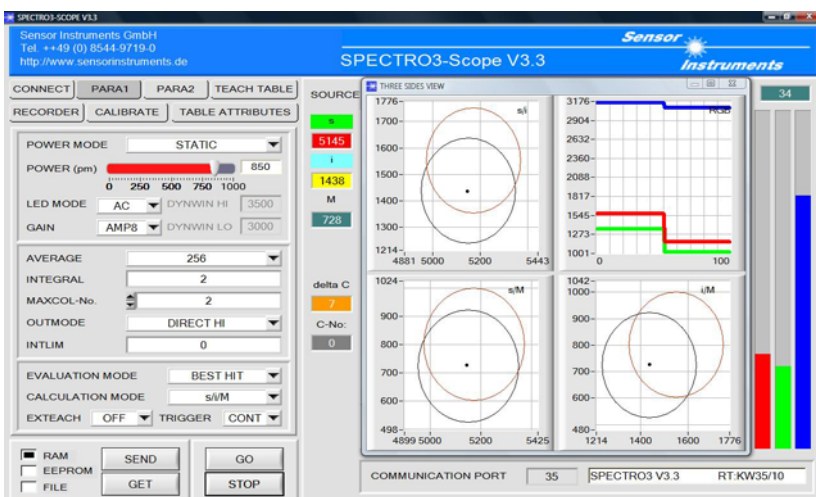 SPECTRO3-SCOPE V3.3
Sensor Instruments GmbH
Tel. ++49 (0) 8544-9719-0
http://www.sensorinstruments.de
SPECTRO3-Scope V3.3
Sensor
Instruments
CONNECT PARA1 PARA2 TEACH TABLE
RECORDER CALIBRATE TABLE ATTRIBUTES
POWER MODE STATIC
POWER (pm) 850
0 250 500 750 1000
LED MODE AC DYNWIN HI 3500
GAIN AMP8 DYNWIN LO 3000
AVERAGE 256
INTEGRAL 2
MAXCOL-No. 2
OUTMODE DIRECT HI
INTLIM 0
EVALUATION MODE BEST HIT
CALCULATION MODE s/i/M
EXTEACH OFF TRIGGER CONT
RAM
EEPROM
FILE
SEND GO
GET STOP
SOURCE
s
5145
i
1438
M
728
delta C
7
C-No:
0
THREE SIDES VIEW
s/i
1776-
1700-
1600-
1500-
1400-
1300-
1214-
4881 5000 5200 5443
RGB
3176-
2904-
2632-
2360-
2088-
1817-
1545-
1273-
1001-
0 100
s/M
1024-
900-
800-
700-
600-
498-
4899 5000 5200 5425
i/M
1042-
1000-
900-
800-
700-
600-
480-
1214 1400 1600 1776
34
COMMUNICATION PORT 35 SPECTRO3 V3.3 RT:KW35/10